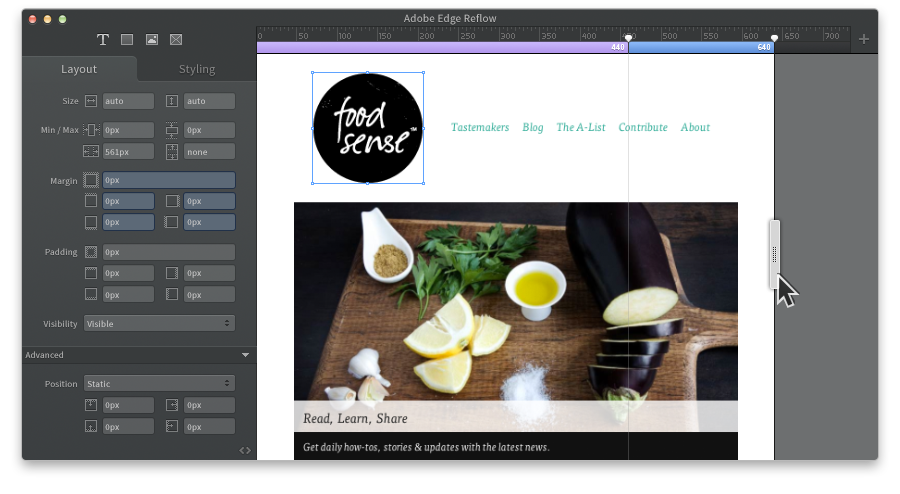 Adobe Edge Reflow
T
0 50 100 150 200 250 300 350 400 450 500 550 600 650 700
440 640
Layout Styling
Size auto auto
Min / Max 0px 0px
561px none
Margin 0px
0px 0px
0px 0px
Padding 0px
0px 0px
0px 0px
Visibility Visible
Advanced
Position Static
0px 0px
0px 0px
food
sense™
Tastemakers Blog The A-List Contribute About
Read, Learn, Share
Get daily how-tos, stories & updates with the latest news.